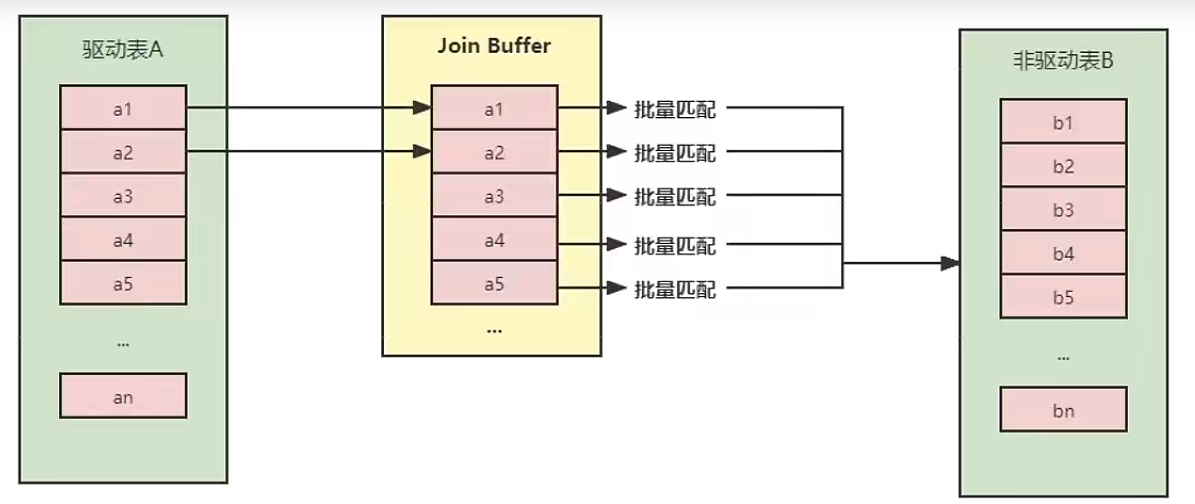 驱动表A
a1
a2
a3
a4
a5
...
an
Join Buffer
a1
a2
a3
a4
a5
...
批量匹配
批量匹配
批量匹配
批量匹配
批量匹配
非驱动表B
b1
b2
b3
b4
b5
...
bn